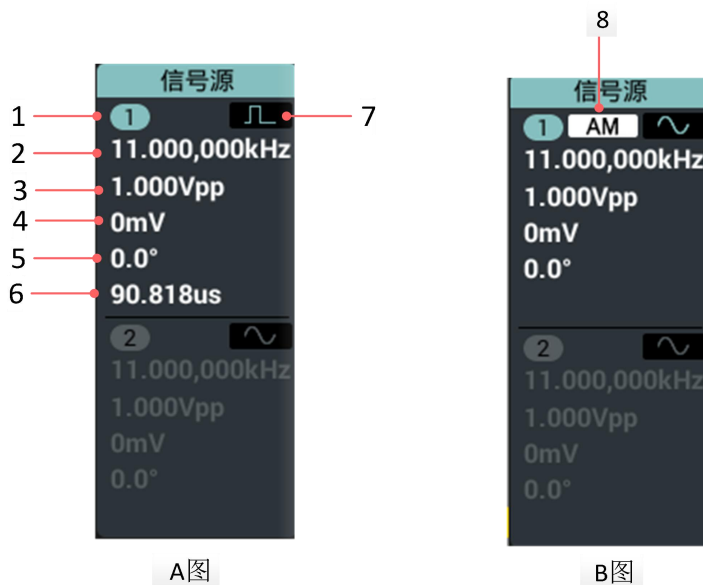 8
信号源
1
1
7
2
11.000,000kHz
3
1.000Vpp
4
0mV
5
0.0°
6
90.818us
2
11.000,000kHz
1.000Vpp
0mV
0.0°
A图
信号源
1 AM
11.000,000kHz
1.000Vpp
0mV
0.0°
2
11.000,000kHz
1.000Vpp
0mV
0.0°
B图